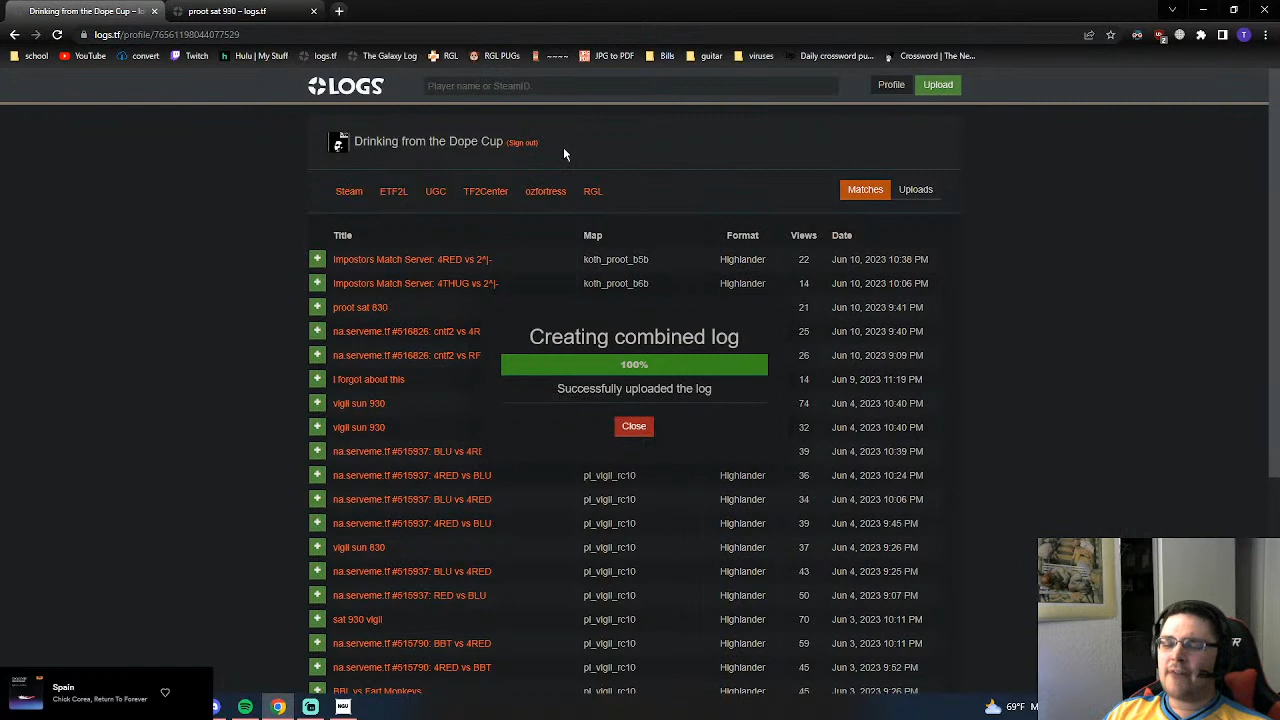 Drinking from the Dope Cup –
proot sat 930 – logs.tf
logs.tf/profile/76561198044077529
school
YouTube
convert
Twitch
Hulu | My Stuff
logs.tf
The Galaxy Log
RGL
RGL PUGs
~~~~
JPG to PDF
Bills
guitar
viruses
Daily crossword pu...
Crossword | The Ne...
T
2
LOGS
Player name or SteamID.
Profile
Upload
Drinking from the Dope Cup (Sign out)
Steam ETF2L UGC TF2Center ozfortress RGL
Matches Uploads
Title Map Format Views Date
Impostors Match Server: 4RED vs 2^|- koth_proot_b5b Highlander 22 Jun 10, 2023 10:38 PM
Impostors Match Server: 4THUG vs 2^|- koth_proot_b6b Highlander 14 Jun 10, 2023 10:06 PM
proot sat 830 21 Jun 10, 2023 9:41 PM
na.serveme.tf #516826: cntf2 vs 4R 25 Jun 10, 2023 9:40 PM
na.serveme.tf #516826: cntf2 vs RF 26 Jun 10, 2023 9:09 PM
I forgot about this 14 Jun 9, 2023 11:19 PM
vigil sun 930 74 Jun 4, 2023 10:40 PM
vigil sun 930 32 Jun 4, 2023 10:40 PM
na.serveme.tf #515937: BLU vs 4RE 39 Jun 4, 2023 10:39 PM
na.serveme.tf #515937: 4RED vs BLU pl_vigil_rc10 Highlander 36 Jun 4, 2023 10:24 PM
na.serveme.tf #515937: BLU vs 4RED pl_vigil_rc10 Highlander 34 Jun 4, 2023 10:06 PM
na.serveme.tf #515937: 4RED vs BLU pl_vigil_rc10 Highlander 39 Jun 4, 2023 9:45 PM
vigil sun 830 pl_vigil_rc10 Highlander 37 Jun 4, 2023 9:26 PM
na.serveme.tf #515937: BLU vs 4RED pl_vigil_rc10 Highlander 43 Jun 4, 2023 9:25 PM
na.serveme.tf #515937: RED vs BLU pl_vigil_rc10 Highlander 50 Jun 4, 2023 9:07 PM
sat 930 vigil pl_vigil_rc10 Highlander 70 Jun 3, 2023 10:11 PM
na.serveme.tf #515790: BBT vs 4RED pl_vigil_rc10 Highlander 59 Jun 3, 2023 10:11 PM
na.serveme.tf #515790: 4RED vs BBT pl_vigil_rc10 Highlander 45 Jun 3, 2023 9:52 PM
BBL vs Fart Monkeys pl_vigil_rc10 Highlander 45 Jun 3, 2023 9:26 PM
Creating combined log
100%
Successfully uploaded the log
Close
Spain
Chick Corea, Return To Forever
NGU
69°F